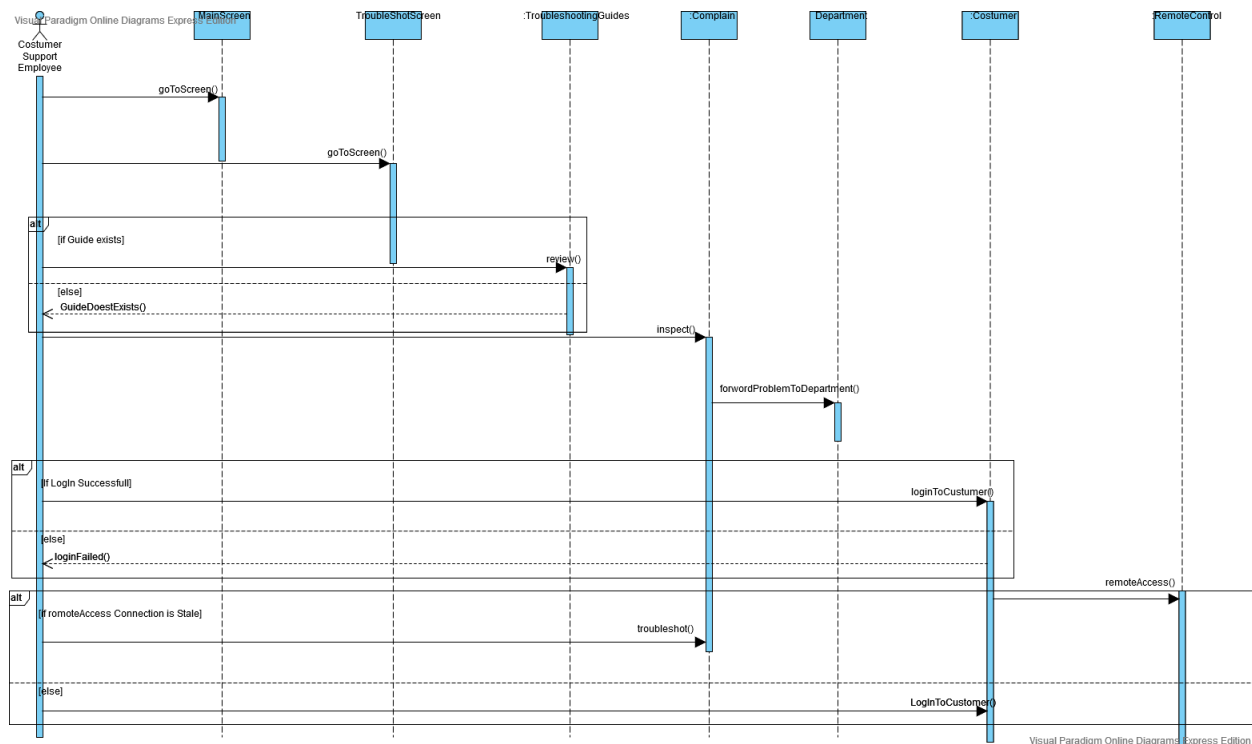 Visual Paradigm Online Diagrams Express Edition
MainScreen
TroubleShotScreen
:TroubleshootingGuides
:Complain
Department
:Costumer
:RemoteControl
Costumer
Support
Employee
goToScreen()
goToScreen()
alt
[if Guide exists]
review()
[else]
GuideDoestExists()
inspect()
forwordProblemToDepartment()
alt
[If LogIn Successfull]
loginToCustumer()
[else]
loginFailed()
remoteAccess()
alt
[if romoteAccess Connection is Stale]
troubleshot()
[else]
LogInToCustomer()
Visual Paradigm Online Diagrams Express Edition